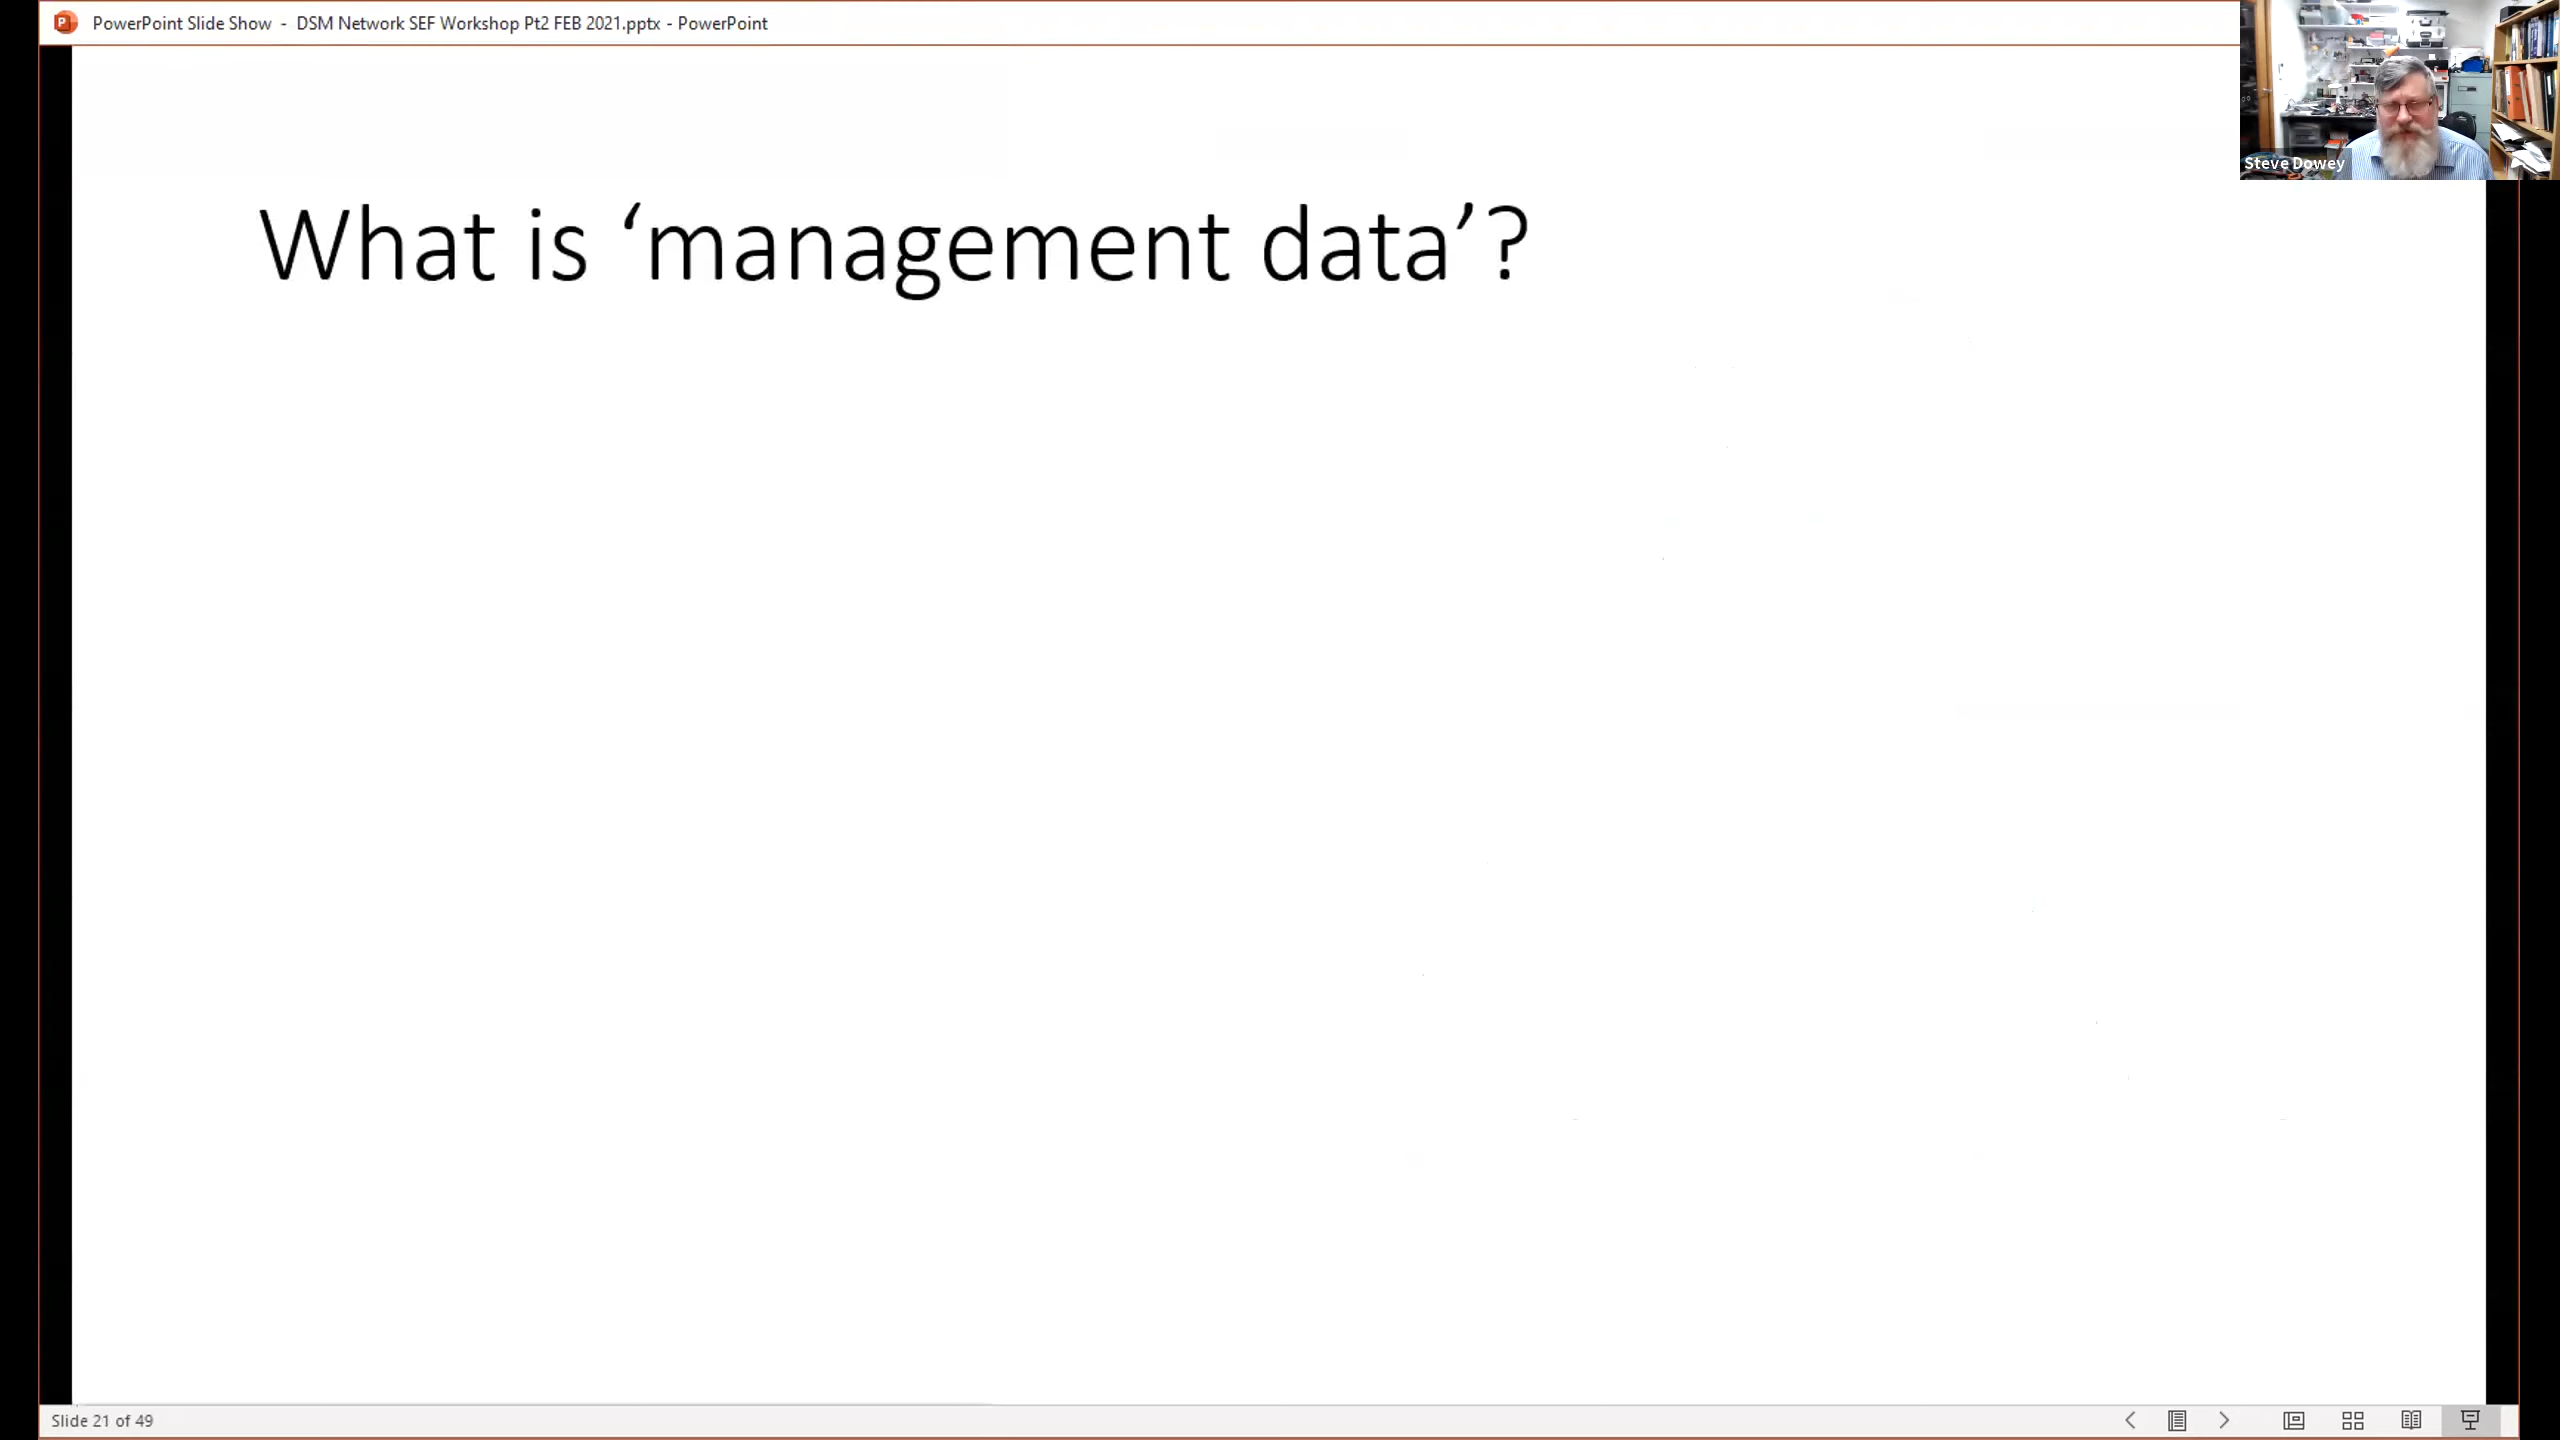 PowerPoint Slide Show - DSM Network SEF Workshop Pt2 FEB 2021.pptx - PowerPoint
Steve Dowey
What is ‘management data’?
Slide 21 of 49